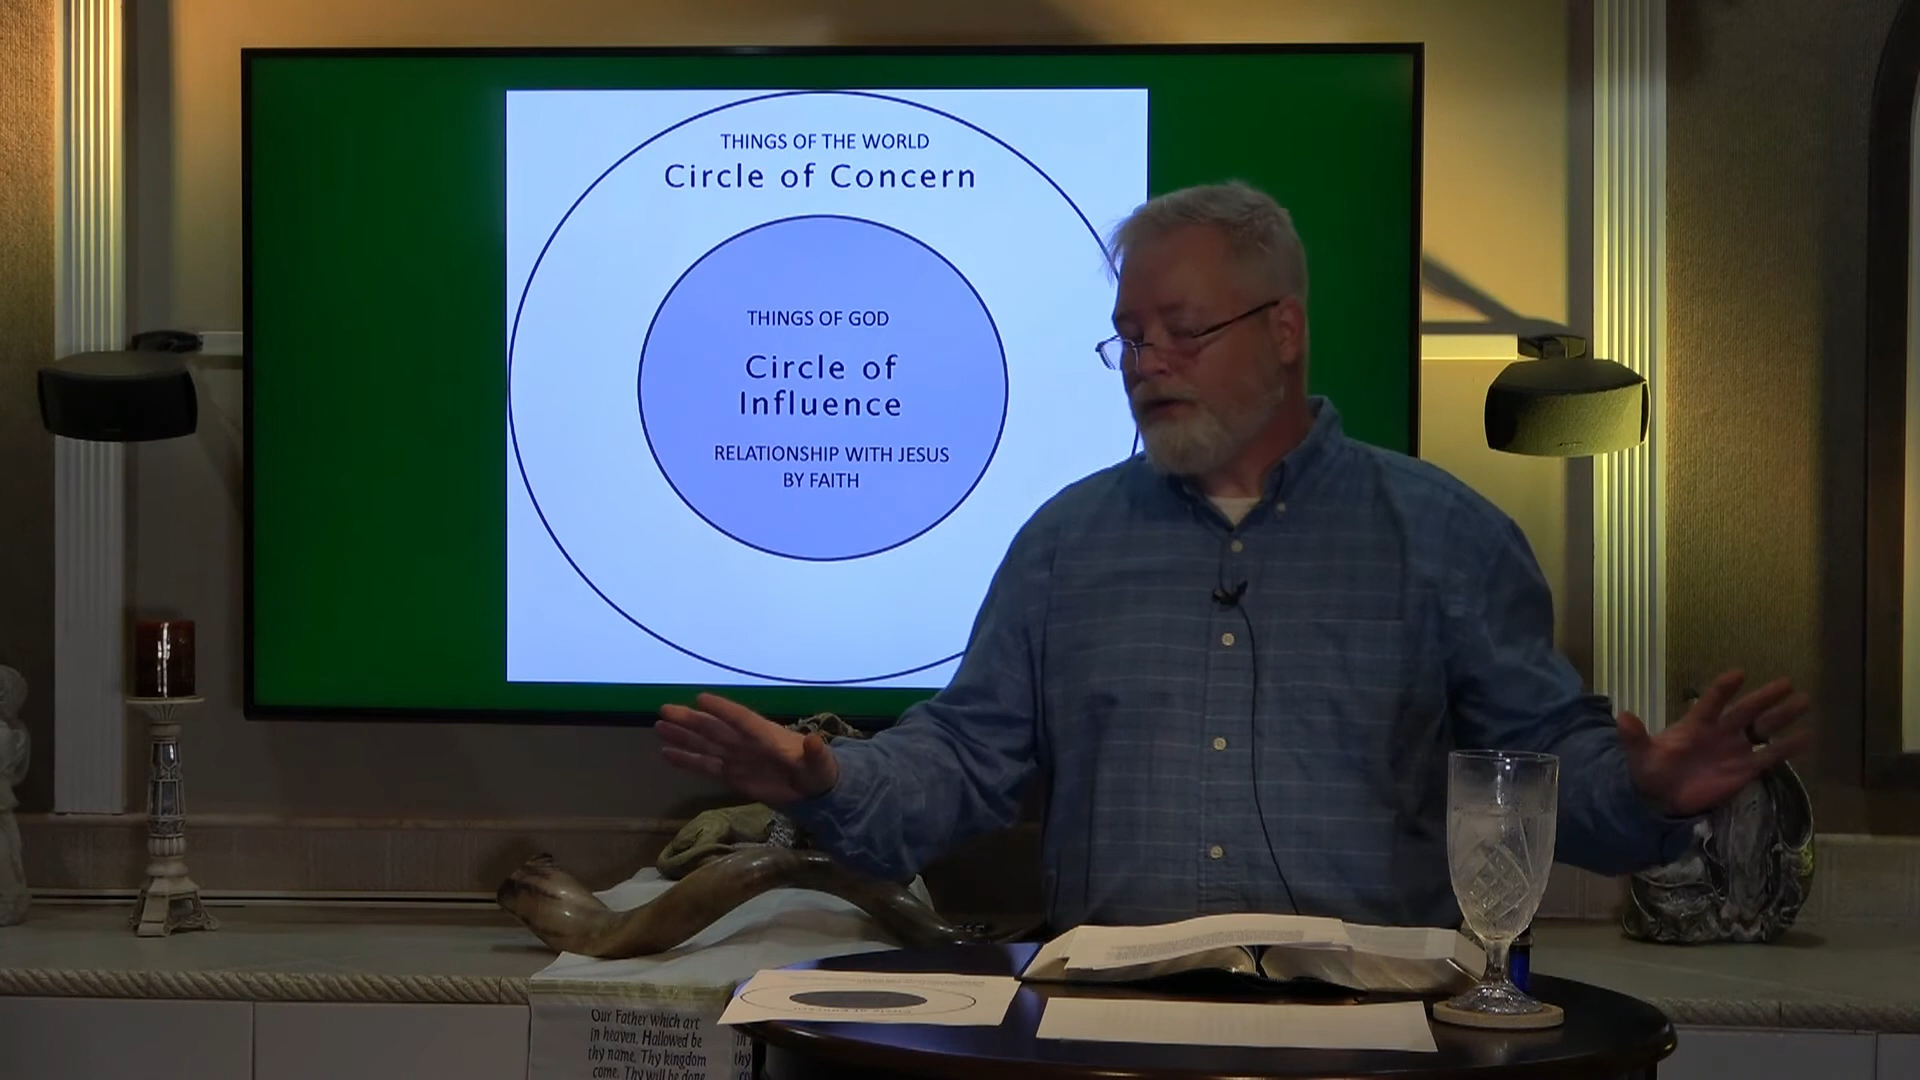 THINGS OF THE WORLD
Circle of Concern
THINGS OF GOD
Circle of
Influence
RELATIONSHIP WITH JESUS
BY FAITH
Our Father which art
in heaven, Hallowed be
thy name. Thy kingdom
come. Thy will be done